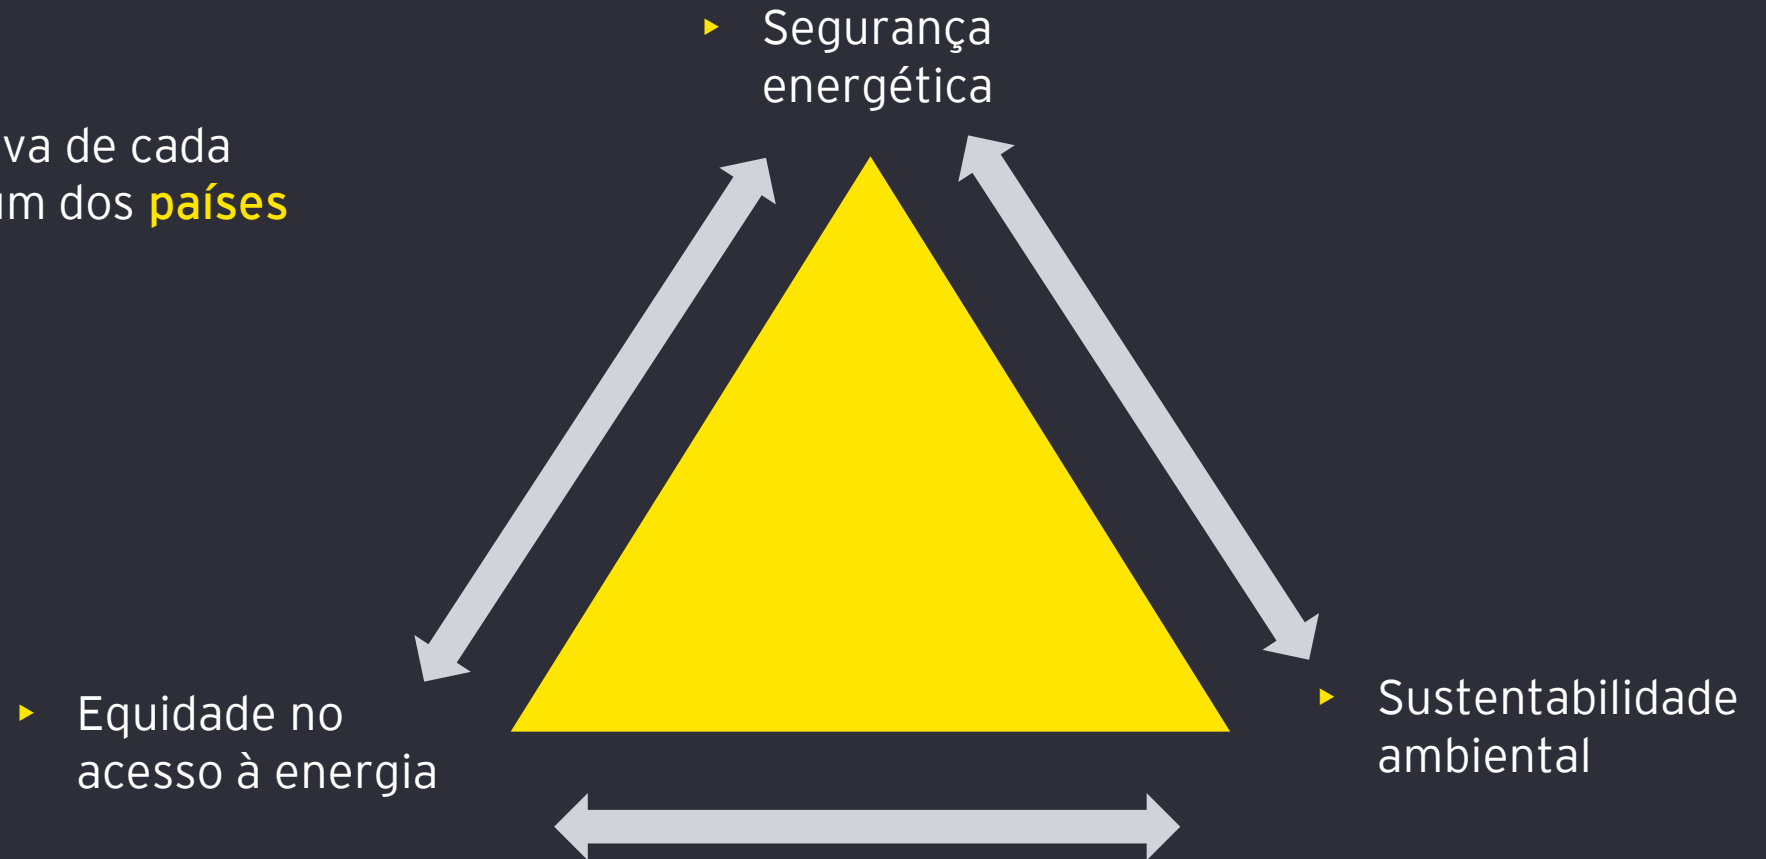 Segurança
energética
va de cada
um dos países
Equidade no
acesso à energia
Sustentabilidade
ambiental